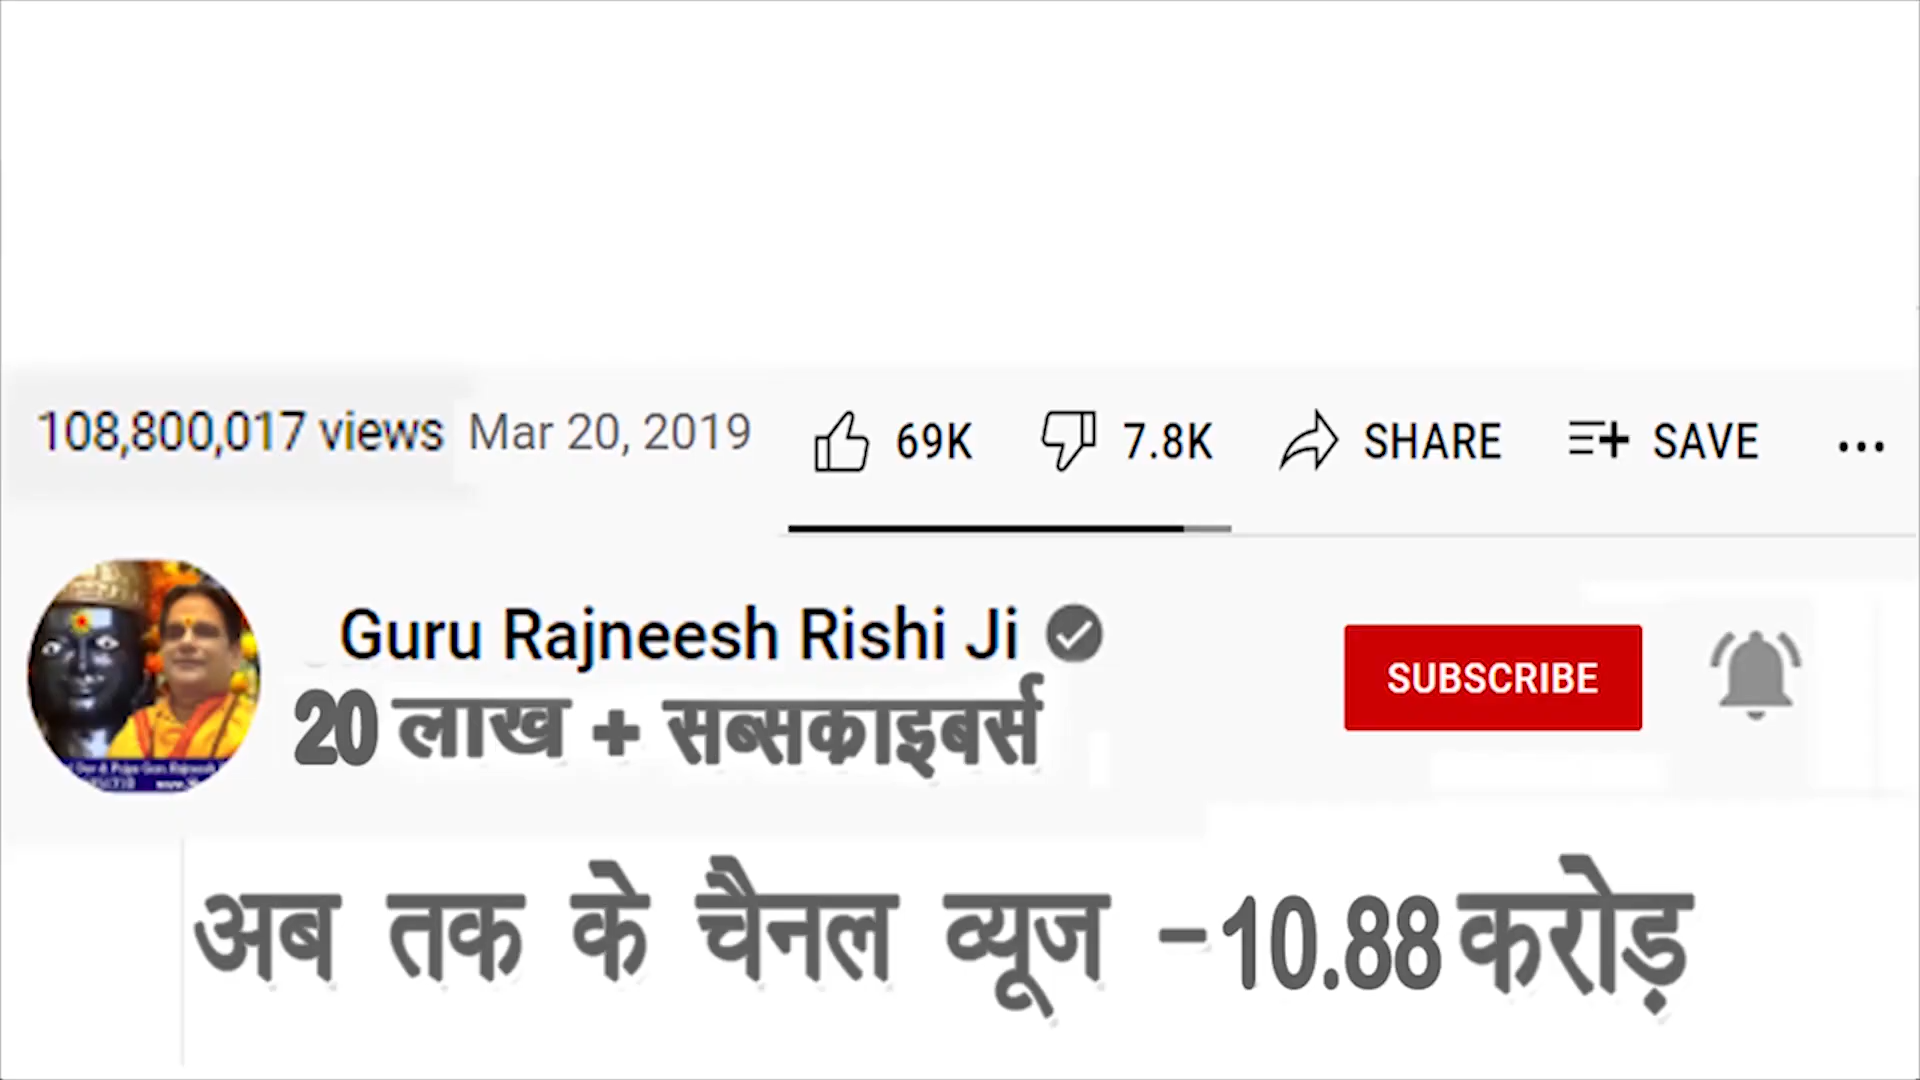 108,800,017 views Mar 20, 2019 69K 7.8K SHARE SAVE ...
Guru Rajneesh Rishi Ji
SUBSCRIBE
20 लाख + सब्सकाइबर्स
अब तक के चैनल व्यूज -10.88 करोड़